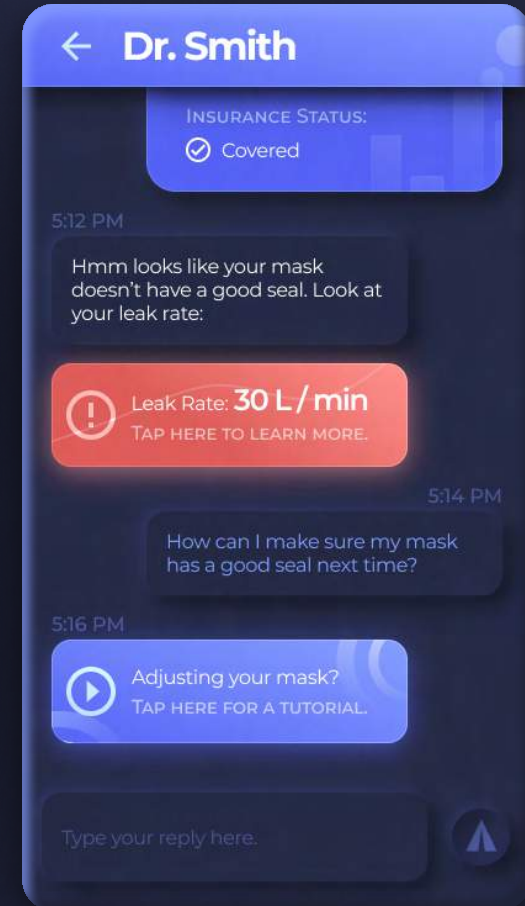 Dr. Smith
Insurance Status:
Covered
5:12 PM
Hmm looks like your mask
doesn't have a good seal. Look at
your leak rate:
Leak Rate: 30 L / min
Tap here to learn more.
5:14 PM
How can I make sure my mask
has a good seal next time?
5:16 PM
Adjusting your mask?
Tap here for a tutorial.
Type your reply here.